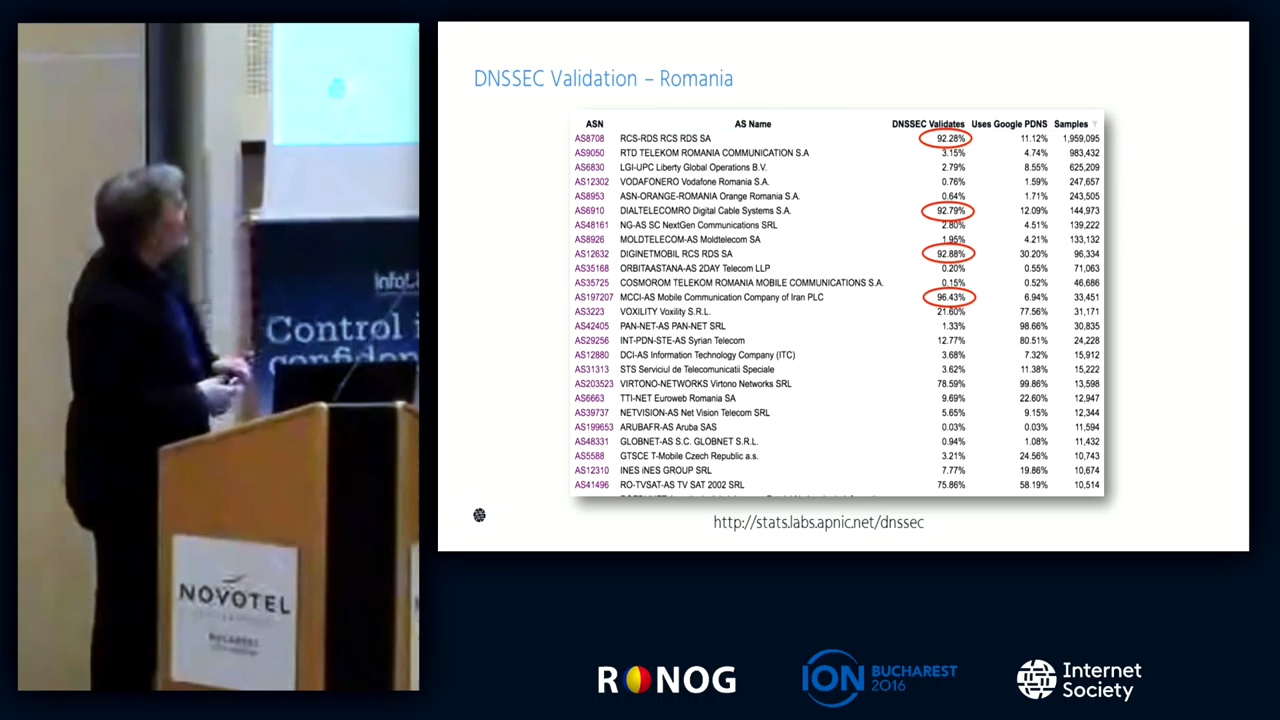 DNSSEC Validation – Romania
ASN AS Name DNSSEC Validates Uses Google PDNS Samples
AS8708 RCS-RDS RCS RDS SA 92.28% 11.12% 1,959,095
AS9050 RTD TELEKOM ROMANIA COMMUNICATION S.A 3.15% 4.74% 983,432
AS6830 LGI-UPC Liberty Global Operations B.V. 2.79% 8.55% 625,209
AS12302 VODAFONERO Vodafone Romania S.A. 0.76% 1.59% 247,657
AS8953 ASN-ORANGE-ROMANIA Orange Romania S.A. 0.64% 1.71% 243,505
AS6910 DIALTELECOMRO Digital Cable Systems S.A. 92.79% 12.09% 144,973
AS48161 NG-AS SC NextGen Communications SRL 2.80% 4.51% 139,222
AS8926 MOLDTELECOM-AS Moldtelecom SA 1.95% 4.21% 133,132
AS12632 DIGINETMOBIL RCS RDS SA 92.88% 30.20% 96,334
AS35168 ORBITAASTANA-AS 2DAY Telecom LLP 0.20% 0.55% 71,063
AS35725 COSMOROM TELEKOM ROMANIA MOBILE COMMUNICATIONS S.A. 0.15% 0.52% 46,686
AS197207 MCCI-AS Mobile Communication Company of Iran PLC 96.43% 6.94% 33,451
AS3223 VOXILITY Voxility S.R.L. 21.60% 77.56% 31,171
AS42405 PAN-NET-AS PAN-NET SRL 1.33% 98.66% 30,835
AS29256 INT-PDN-STE-AS Syrian Telecom 12.77% 80.51% 24,228
AS12880 DCI-AS Information Technology Company (ITC) 3.68% 7.32% 15,912
AS31313 STS Serviciul de Telecomunicatii Speciale 3.62% 11.38% 15,222
AS203523 VIRTONO-NETWORKS Virtono Networks SRL 78.59% 99.86% 13,598
AS6663 TTI-NET Euroweb Romania SA 9.69% 22.60% 12,947
AS39737 NETVISION-AS Net Vision Telecom SRL 5.65% 9.15% 12,344
AS199653 ARUBAFR-AS Aruba SAS 0.03% 0.03% 11,594
AS48331 GLOBNET-AS S.C. GLOBNET S.R.L. 0.94% 1.08% 11,432
AS5588 GTSCE T-Mobile Czech Republic a.s. 3.21% 24.56% 10,743
AS12310 INES iNES GROUP SRL 7.77% 19.86% 10,674
AS41496 RO-TVSAT-AS TV SAT 2002 SRL 75.86% 58.19% 10,514
http://stats.labs.apnic.net/dnssec
Control
NOVOTEL
RONOG
ION BUCHAREST
2016
Internet
Society